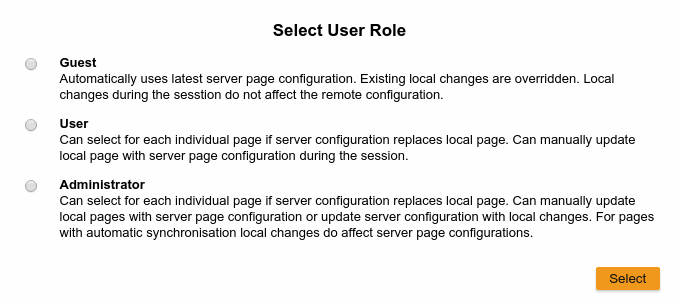 Select User Role
Guest
Automatically uses latest server page configuration. Existing local changes are overridden. Local
changes during the sesstion do not affect the remote configuration.
User
Can select for each individual page if server configuration replaces local page. Can manually update
local page with server page configuration during the session.
Administrator
Can select for each individual page if server configuration replaces local page. Can manually update
local pages with server page configuration or update server configuration with local changes. For pages
with automatic synchronisation local changes do affect server page configurations.
Select